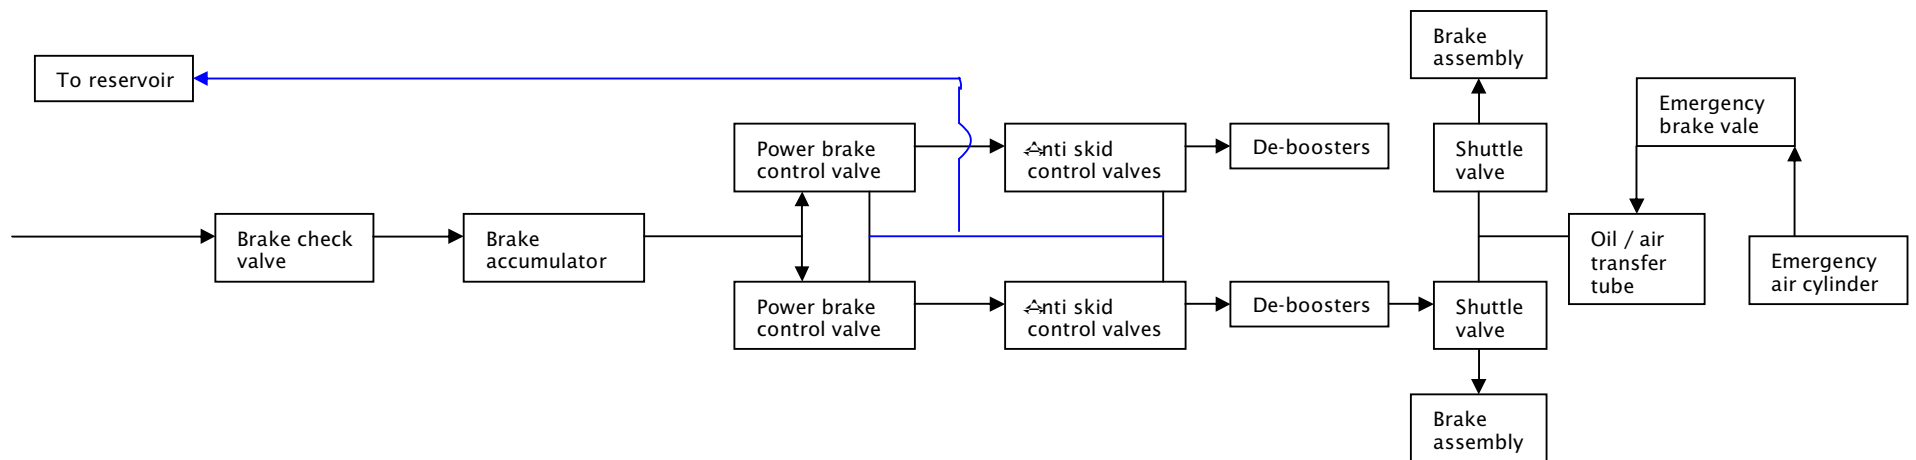 Brake
assembly
To reservoir
Emergency
brake vale
Power brake
control valve
Anti skid
control valves
De-boosters
Shuttle
valve
Brake check
valve
Brake
accumulator
Oil / air
transfer
tube
Emergency
air cylinder
Power brake
control valve
Anti skid
control valves
De-boosters
Shuttle
valve
Brake
assembly